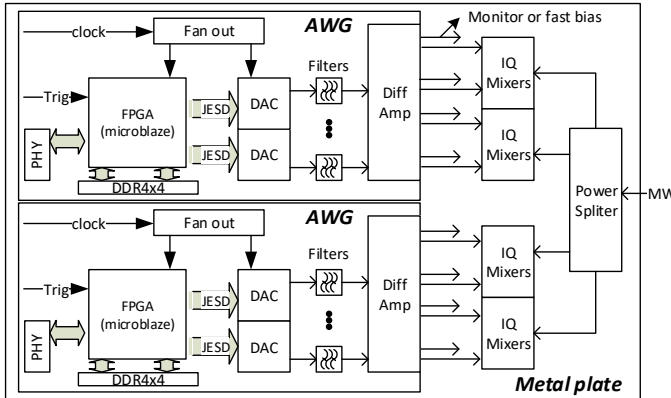 clock
Fan out
AWG
Monitor or fast bias
Trig
FPGA
(microblaze)
JESD
JESD
DAC
DAC
Filters
Diff
Amp
IQ
Mixers
IQ
Mixers
PHY
DDR4x4
Power
Spliter
MW
clock
Fan out
AWG
Trig
FPGA
(microblaze)
JESD
JESD
DAC
DAC
Filters
Diff
Amp
IQ
Mixers
IQ
Mixers
PHY
DDR4x4
Metal plate